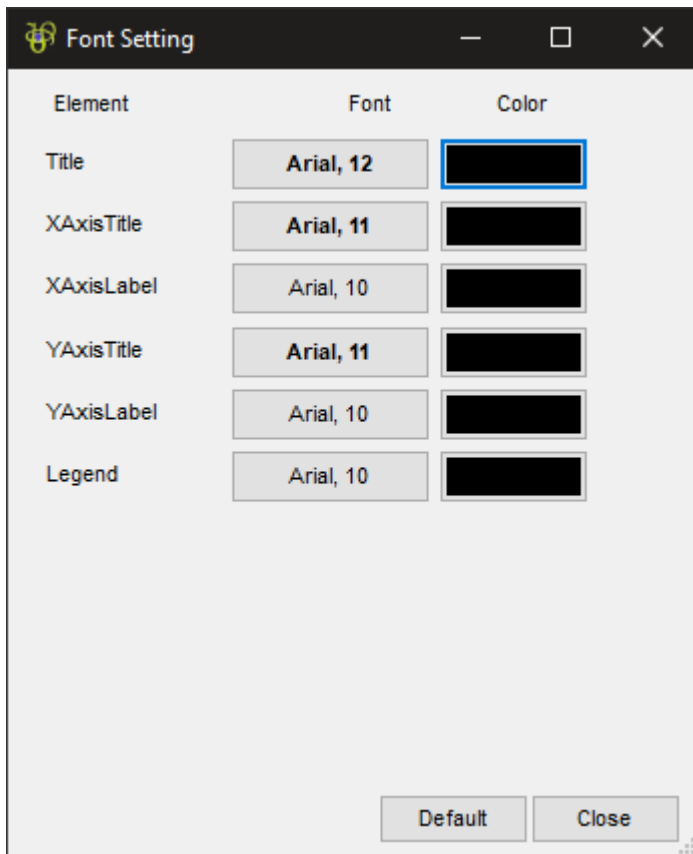 Font Setting
Element Font Color
Title Arial, 12
XAxisTitle Arial, 11
XAxisLabel Arial, 10
YAxisTitle Arial, 11
YAxisLabel Arial, 10
Legend Arial, 10
Default Close